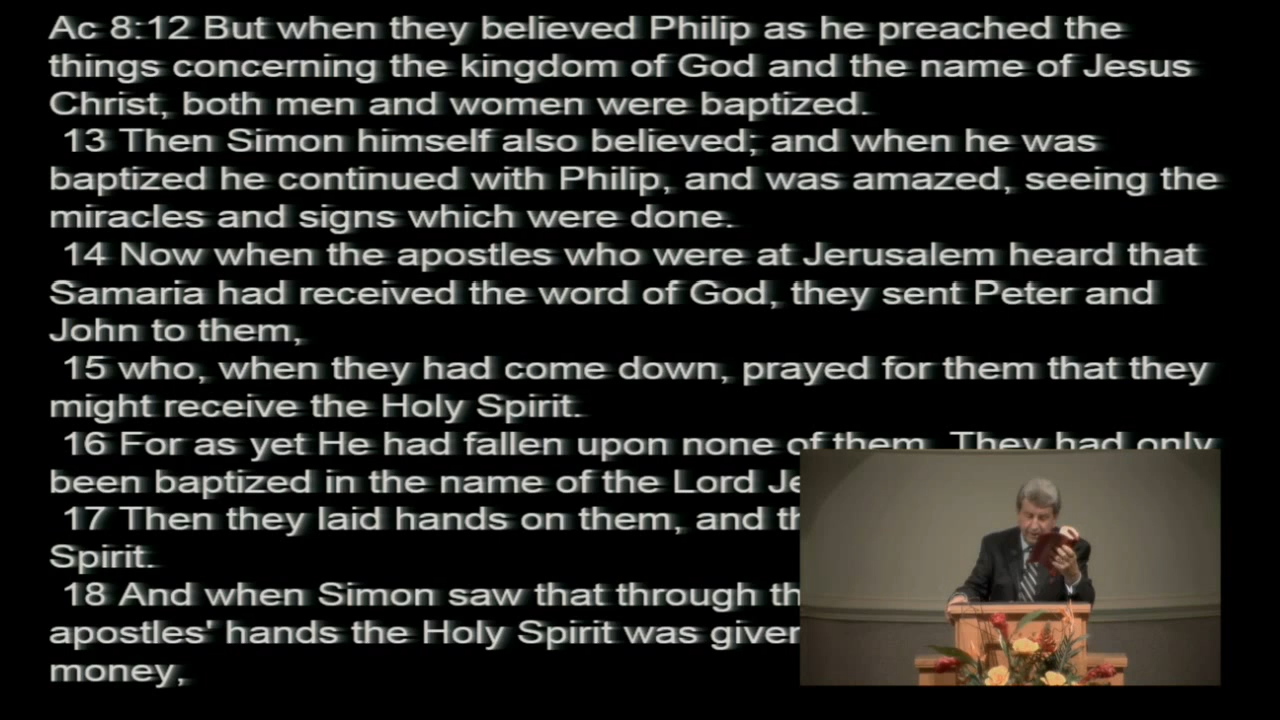 Ac 8:12 But when they believed Philip as he preached the
things concerning the kingdom of God and the name of Jesus
Christ, both men and women were baptized.
13 Then Simon himself also believed; and when he was
baptized he continued with Philip, and was amazed, seeing the
miracles and signs which were done.
14 Now when the apostles who were at Jerusalem heard that
Samaria had received the word of God, they sent Peter and
John to them,
15 who, when they had come down, prayed for them that they
might receive the Holy Spirit.
16 For as yet He had fallen upon none of them. They had only
been baptized in the name of the Lord
17 Then they laid hands on them, and
Spirit.
18 And when Simon saw that through
apostles' hands the Holy Spirit was
money,